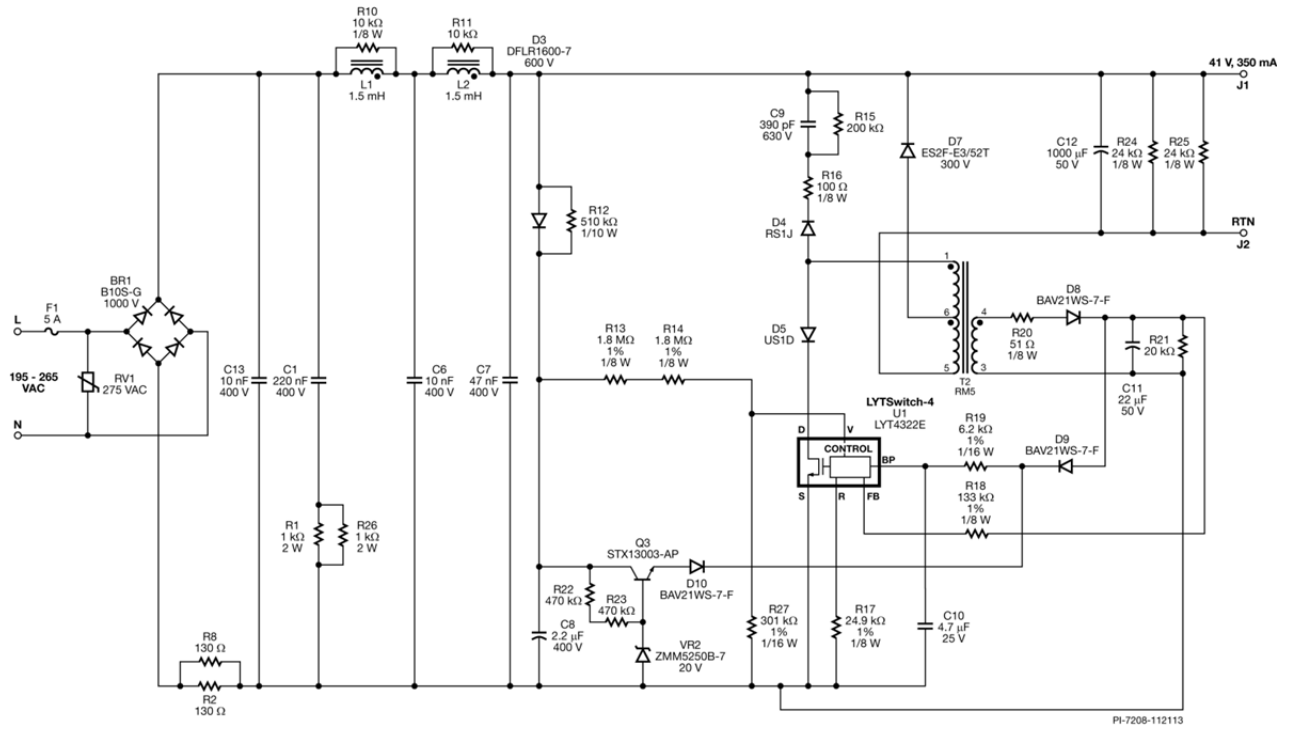 R10
10 kΩ
1/8 W
R11
10 kΩ
D3
DFLR1600-7
600 V
L1
1.5 mH
L2
1.5 mH
41 V, 350 mA
J1
C9
390 pF
630 V
R15
200 kΩ
D7
ES2F-E3/52T
300 V
C12
1000 μF
50 V
R24
24 kΩ
1/8 W
R25
24 kΩ
1/8 W
R16
100 Ω
1/8 W
R12
510 kΩ
1/10 W
D4
RS1J
RTN
J2
BR1
B10S-G
1000 V
F1
5 A
L
195 - 265
VAC
RV1
275 VAC
N
1
6
5
4
3
T2
RM5
D8
BAV21WS-7-F
R20
51 Ω
1/8 W
R21
20 kΩ
C11
22 μF
50 V
D5
US1D
R13
1.8 MΩ
1%
1/8 W
R14
1.8 MΩ
1%
1/8 W
C13
10 nF
400 V
C1
220 nF
400 V
C6
10 nF
400 V
C7
47 nF
400 V
LYTSwitch-4
U1
LYT4322E
D
V
CONTROL
BP
S
R
FB
R19
6.2 kΩ
1%
1/16 W
D9
BAV21WS-7-F
R18
133 kΩ
1%
1/8 W
R1
1 kΩ
2 W
R26
1 kΩ
2 W
Q3
STX13003-AP
D10
BAV21WS-7-F
R22
470 kΩ
R23
470 kΩ
C8
2.2 μF
400 V
VR2
ZMM5250B-7
20 V
R27
301 kΩ
1%
1/16 W
R17
24.9 kΩ
1%
1/8 W
C10
4.7 μF
25 V
R8
130 Ω
R2
130 Ω
PI-7208-112113